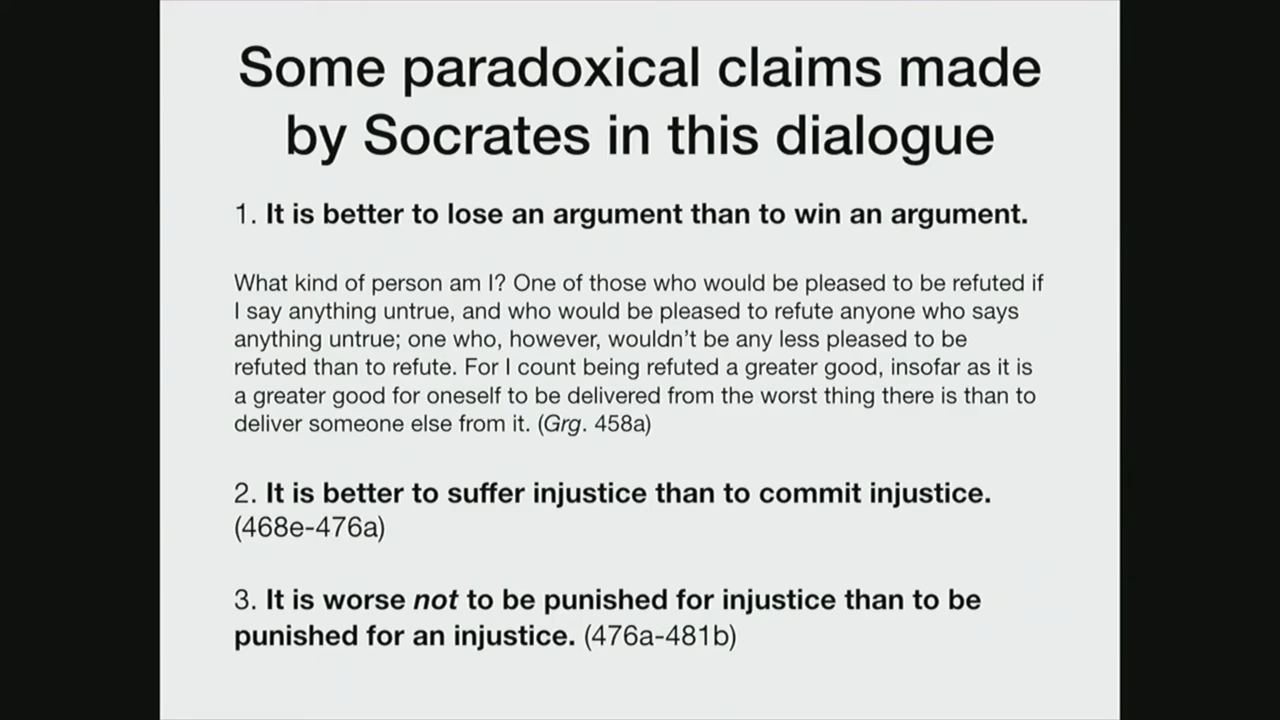 Some paradoxical claims made
by Socrates in this dialogue
1. It is better to lose an argument than to win an argument.
What kind of person am I? One of those who would be pleased to be refuted if
I say anything untrue, and who would be pleased to refute anyone who says
anything untrue; one who, however, wouldn't be any less pleased to be
refuted than to refute. For I count being refuted a greater good, insofar as it is
a greater good for oneself to be delivered from the worst thing there is than to
deliver someone else from it. (Grg. 458a)
2. It is better to suffer injustice than to commit injustice.
(468e-476a)
3. It is worse not to be punished for injustice than to be
punished for an injustice. (476a-481b)